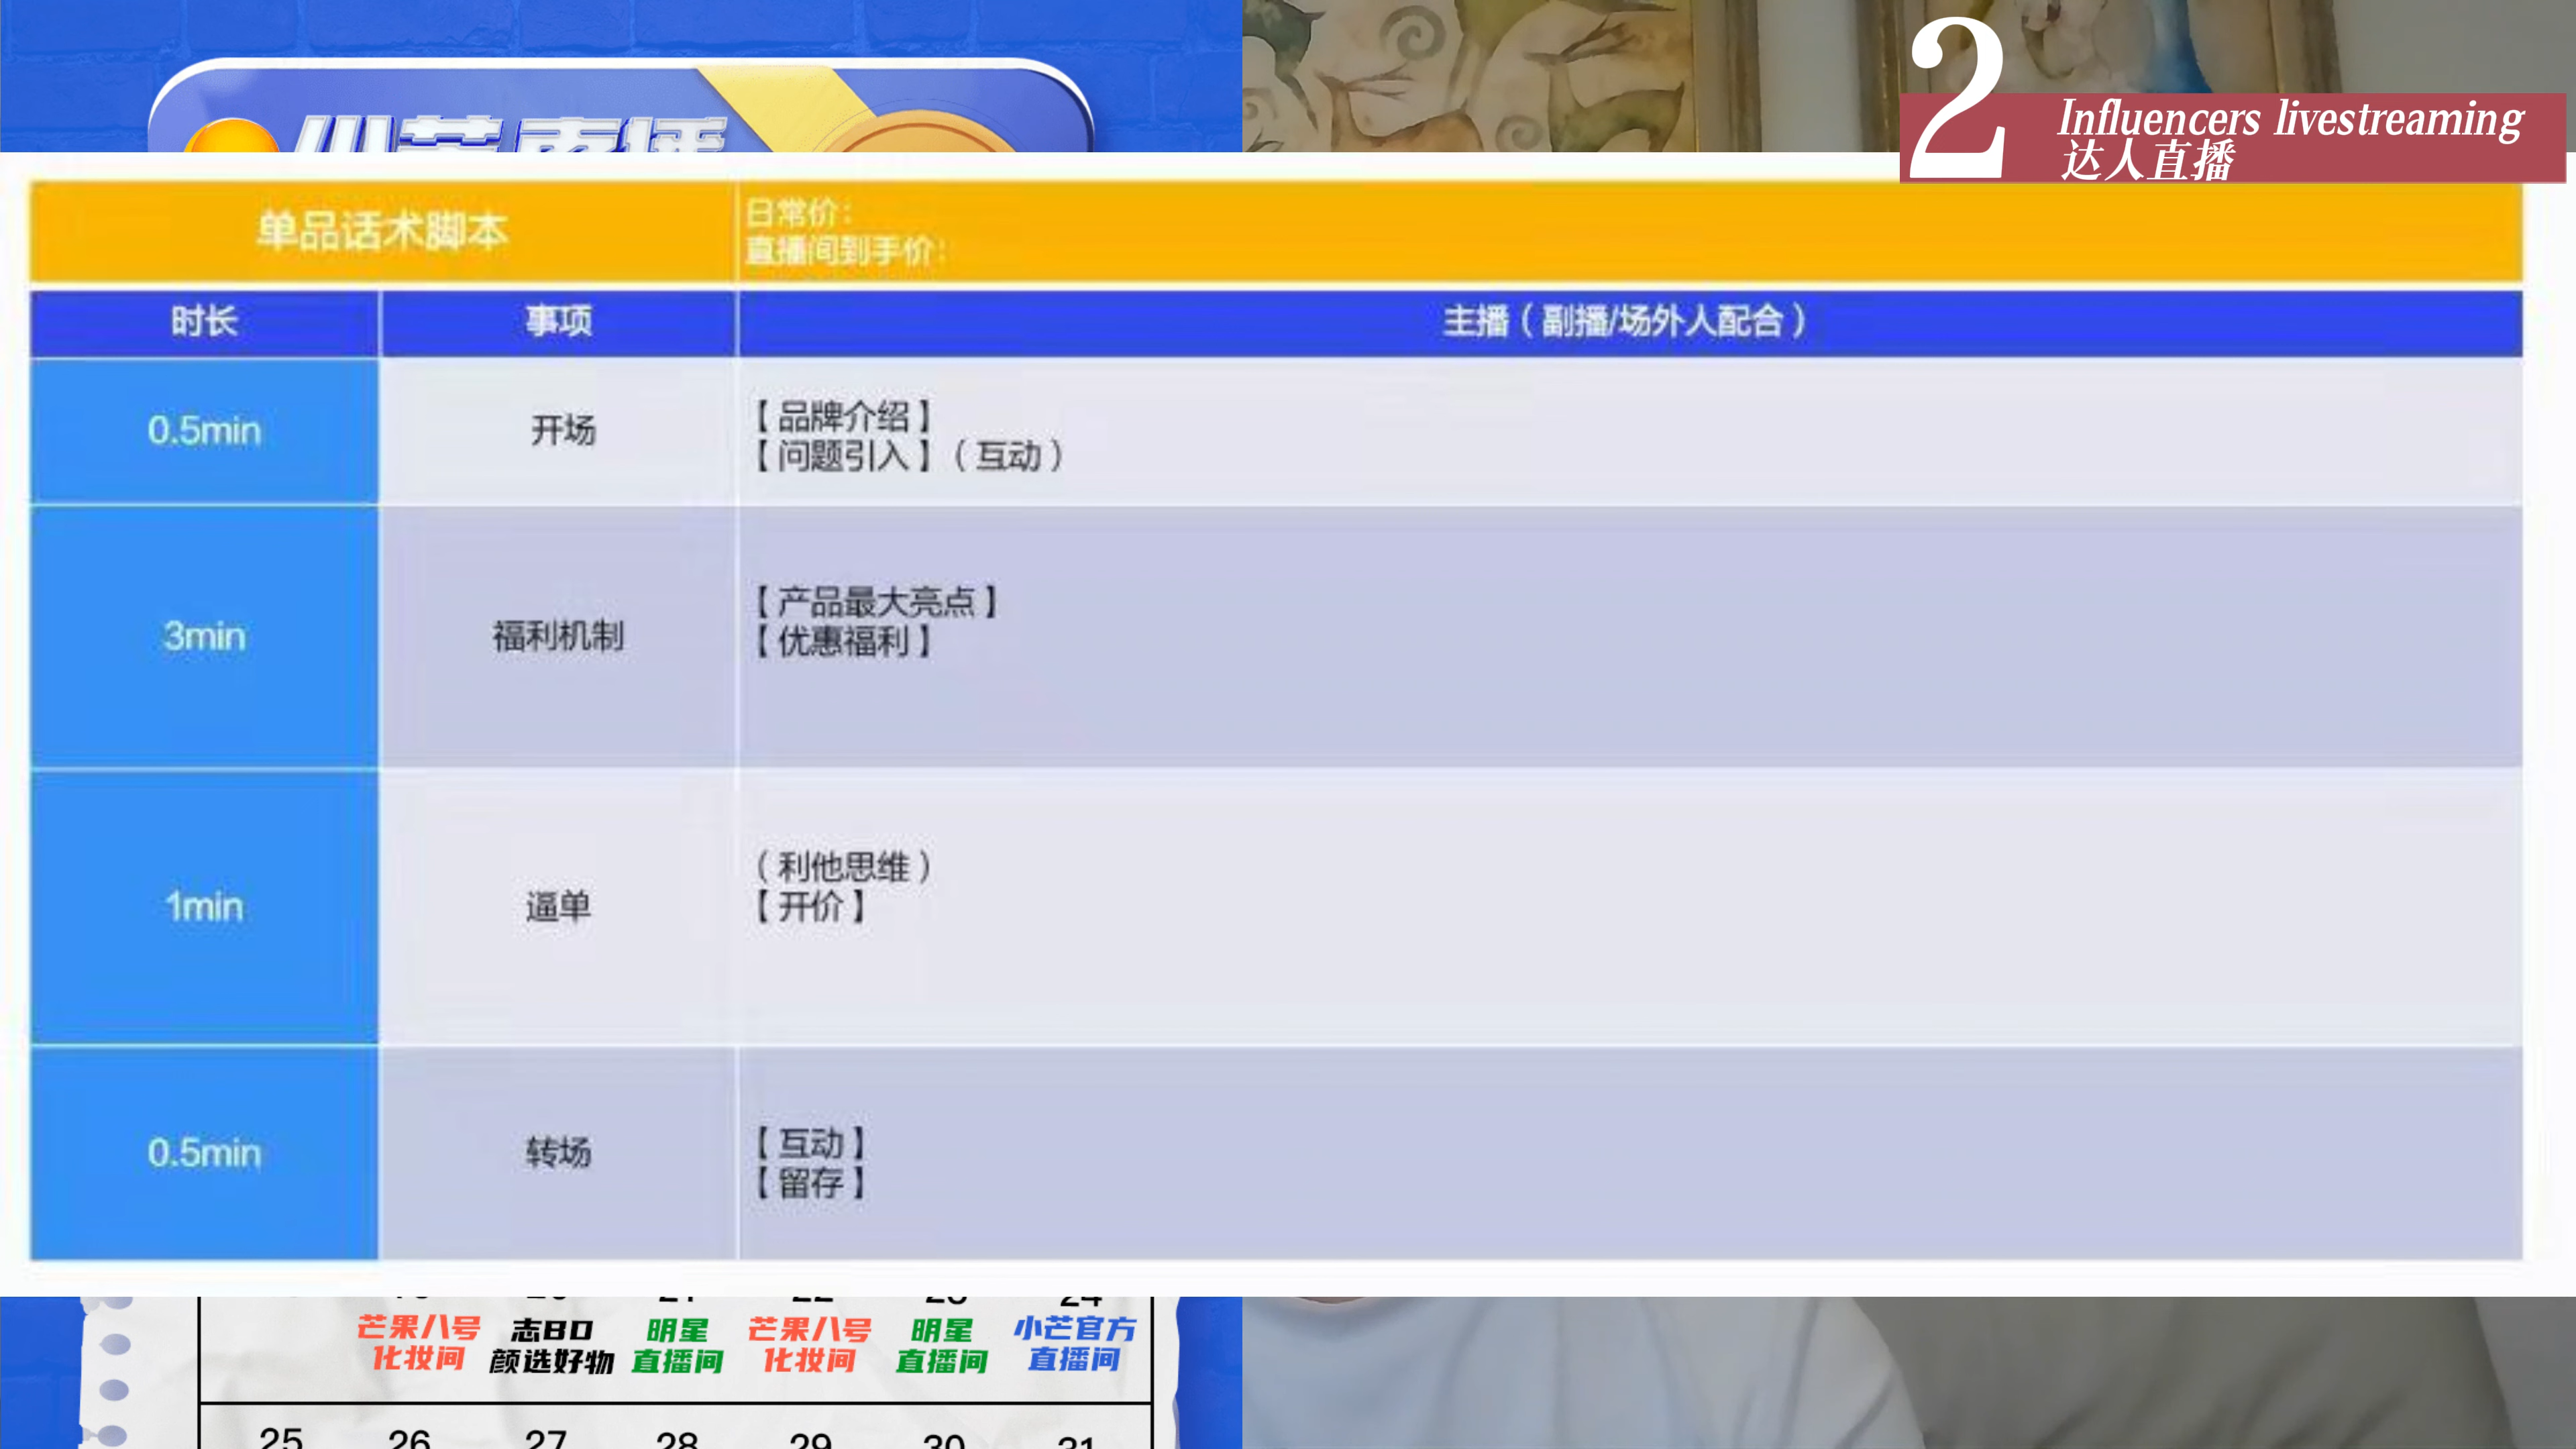 小芒直播
2
Influencers livestreaming
达人直播
单品话术脚本
日常价：
直播间到手价：
时长
事项
主播（副播/场外人配合）
0.5min
开场
【品牌介绍】
【问题引入】（互动）
3min
福利机制
【产品最大亮点】
【优惠福利】
1min
逼单
（利他思维）
【开价】
0.5min
转场
【互动】
【留存】
芒果八号
化妆间
志BO
颜选好物
明星
直播间
芒果八号
化妆间
明星
直播间
小芒官方
直播间
25 26 27 28 29 30 31